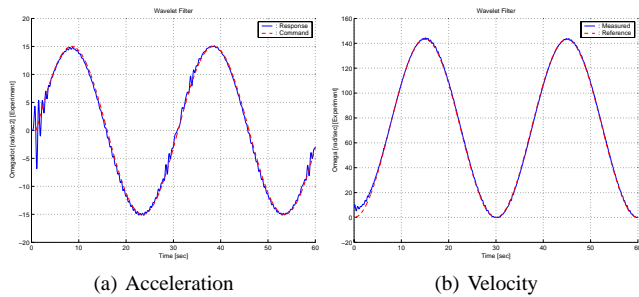 Wavelet Filter
20
15
10
5
0
−5
−10
−15
−20
0
10
20
30
40
50
60
Omegadot [rad/sec2] [Experiment]
Time [sec]
: Response
: Command
(a) Acceleration
Wavelet Filter
160
140
120
100
80
60
40
20
0
−20
0
10
20
30
40
50
60
Omega [rad/sec] [Experiment]
Time [sec]
: Measured
: Reference
(b) Velocity